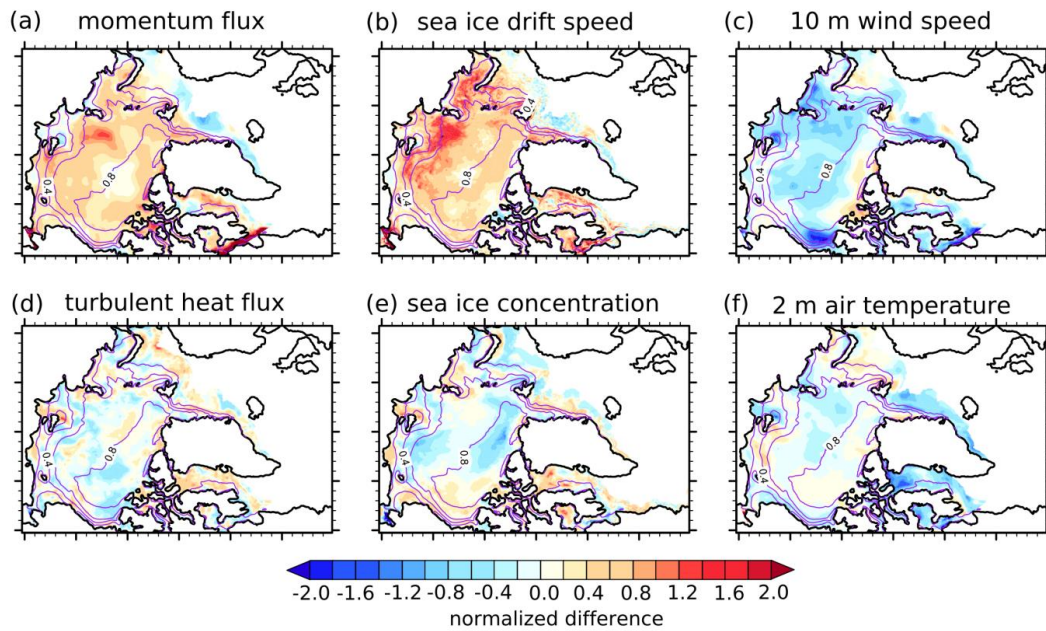 (a) momentum flux
(b) sea ice drift speed
(c) 10 m wind speed
0.4
0.8
0.4
0.8
0.4
0.4
0.8
(d) turbulent heat flux
(e) sea ice concentration
(f) 2 m air temperature
0.4
0.8
0.4
0.8
0.4
0.8
-2.0 -1.6 -1.2 -0.8 -0.4 0.0 0.4 0.8 1.2 1.6 2.0
normalized difference